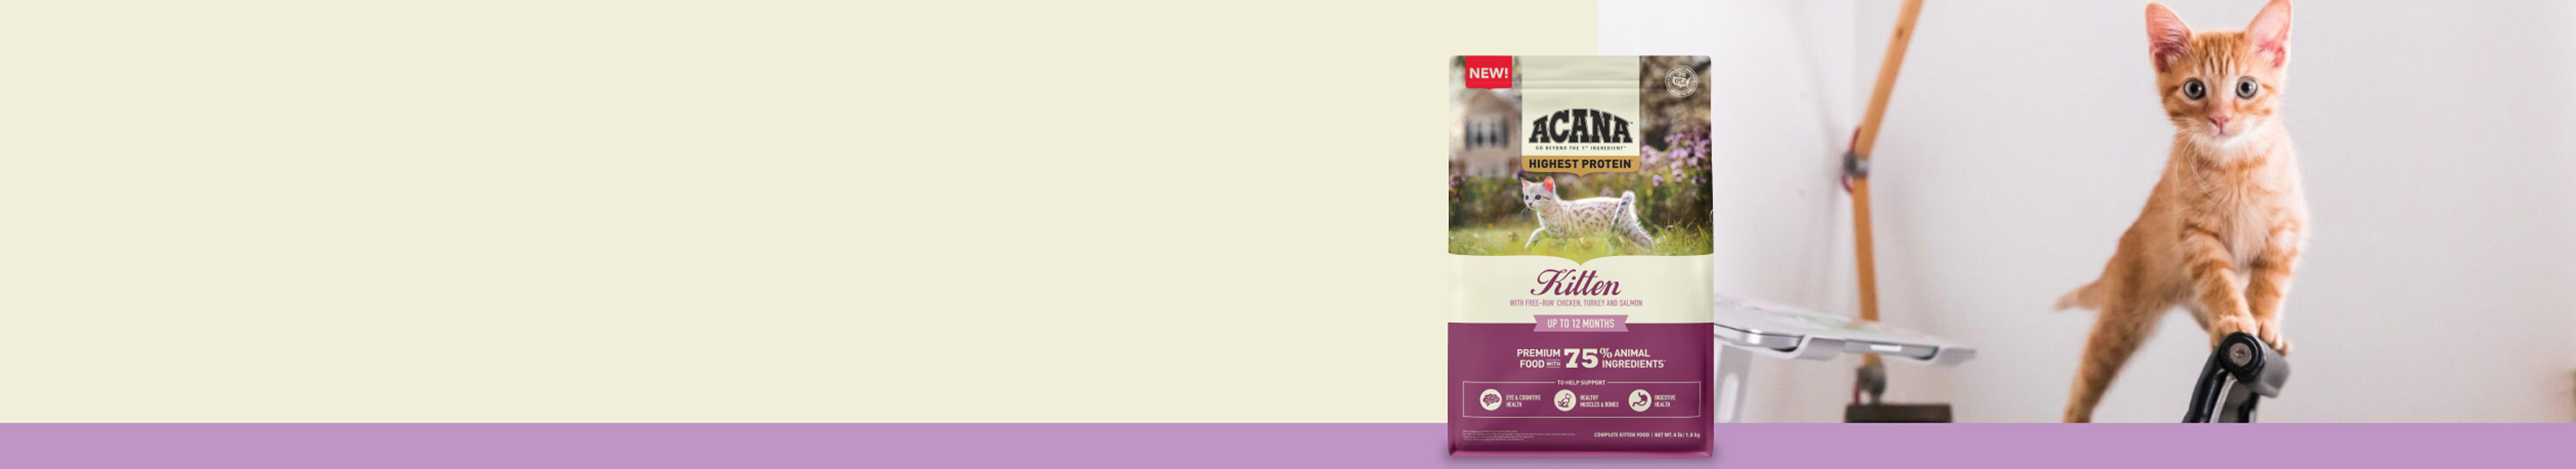 NEW!
USA
ACANA
GO BEYOND THE 1ST INGREDIENT™
HIGHEST PROTEIN
Kitten
WITH FREE-RUN† CHICKEN, TURKEY AND SALMON
UP TO 12 MONTHS
PREMIUM FOOD WITH 75% ANIMAL INGREDIENTS*
TO HELP SUPPORT
EYE & COGNITIVE HEALTH
HEALTHY MUSCLES & BONES
DIGESTIVE HEALTH
COMPLETE KITTEN FOOD | NET WT. 4 lb | 1.8 kg